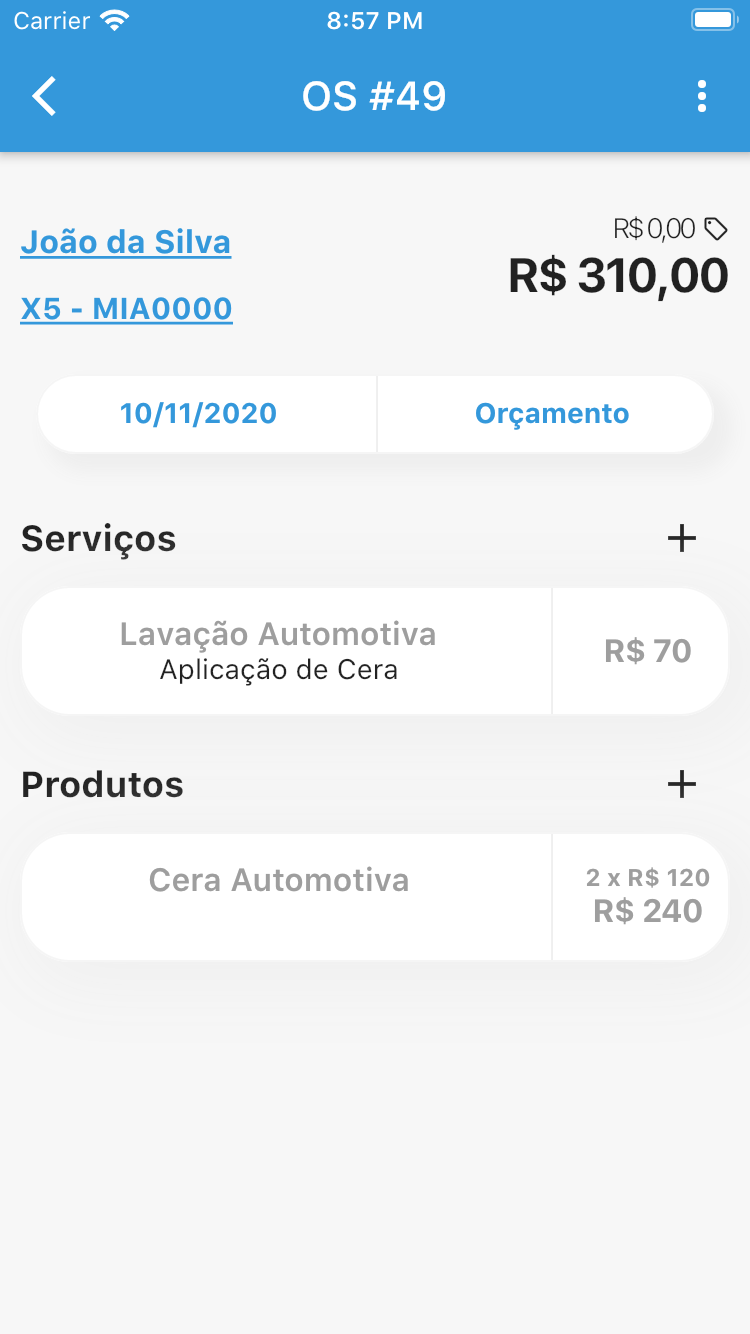 Carrier 8:57 PM
OS #49
João da Silva
R$ 0,00
R$ 310,00
X5 - MIA0000
10/11/2020 Orçamento
Serviços +
Lavação Automotiva
Aplicação de Cera
R$ 70
Produtos +
Cera Automotiva
2 x R$ 120
R$ 240